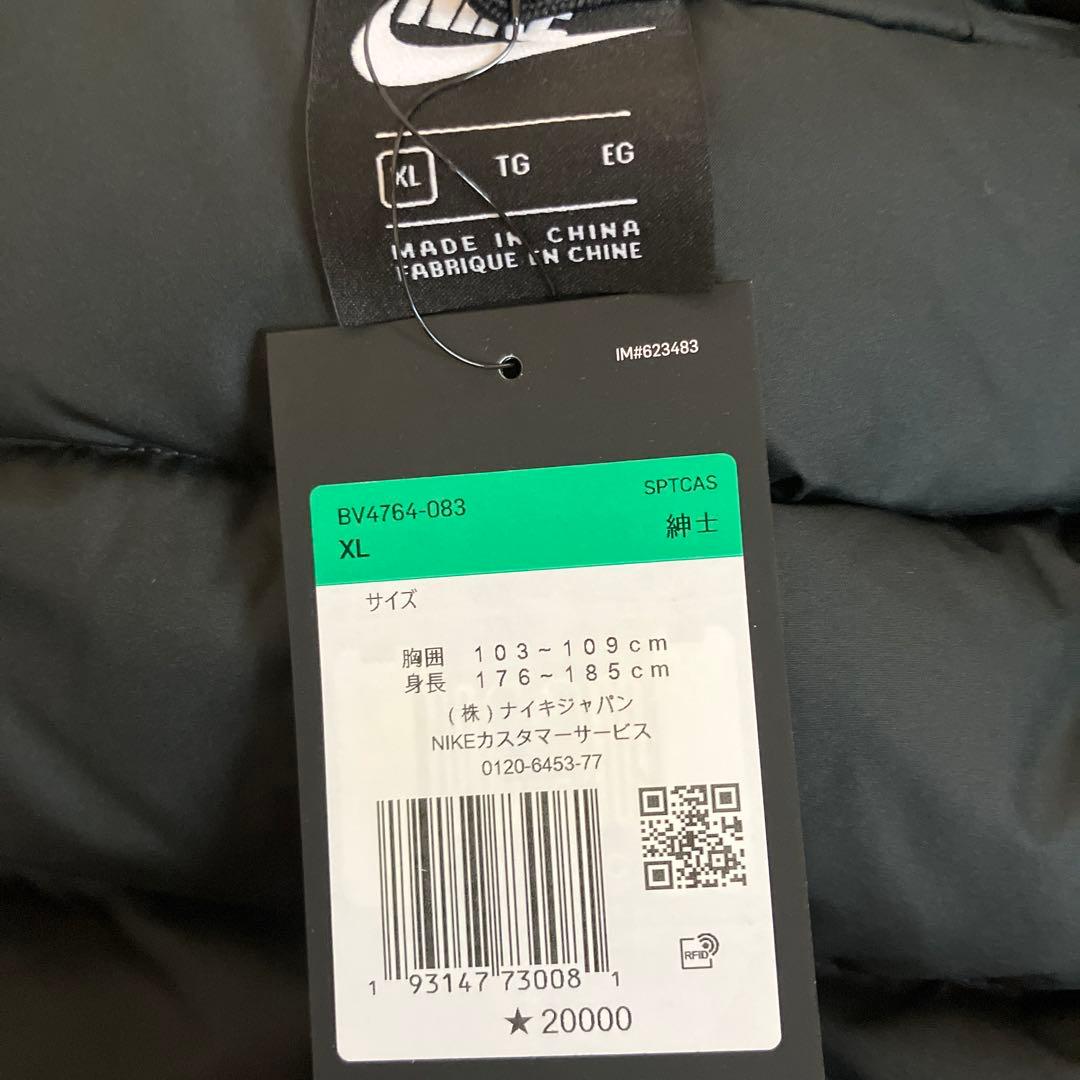 XL TG EG
MADE IN CHINA
FABRIQUE EN CHINE
IM#623483
BV4764-083 SPTCAS
XL 紳士
サイズ
胸囲 103~109cm
身長 176~185cm
(株)ナイキジャパン
NIKEカスタマーサービス
0120-6453-77
RFID
1 93147 73008 1
★20000